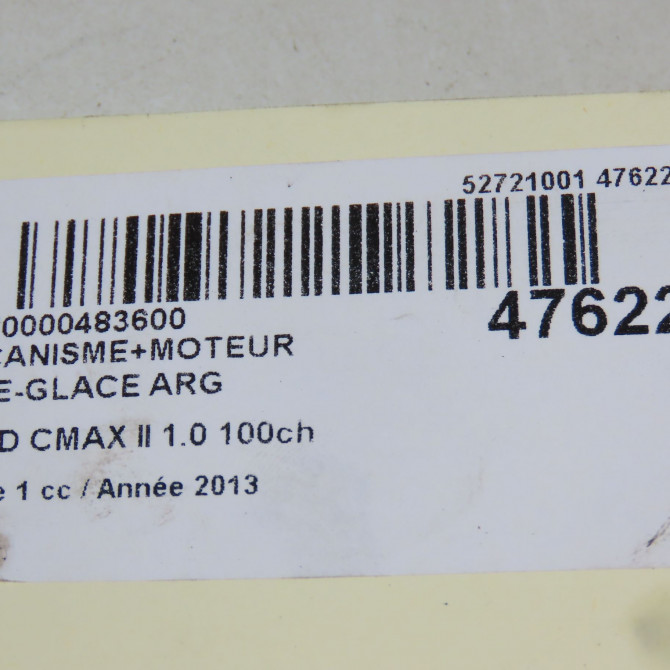 52721001 47622
0000483600
47622
CANISME+MOTEUR
E-GLACE ARG
D CMAX II 1.0 100ch
e 1 cc / Année 2013